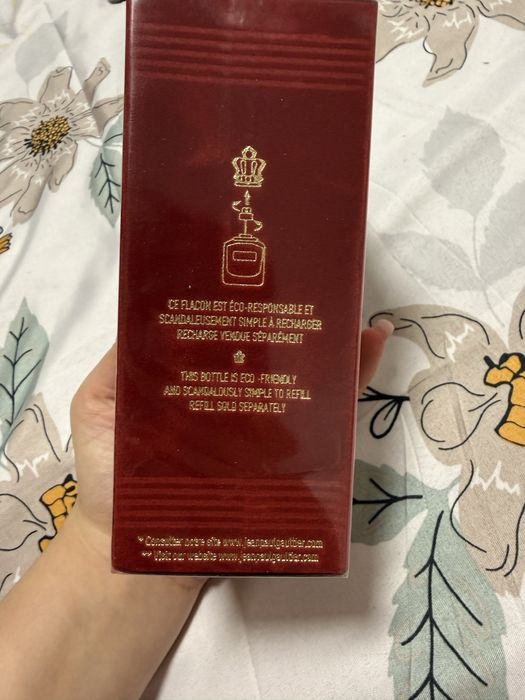 CE FLACON EST ÉCO-RESPONSABLE ET
SCANDALEUSEMENT SIMPLE À RECHARGER
RECHARGE VENDUE SÉPARÉMENT
THIS BOTTLE IS ECO -FRIENDLY
AND SCANDALOUSLY SIMPLE TO REFILL
REFILL SOLD SEPARATELY
* Consulter notre site www.jeanpaulgaultier.com
** Visit our website www.jeanpaulgaultier.com